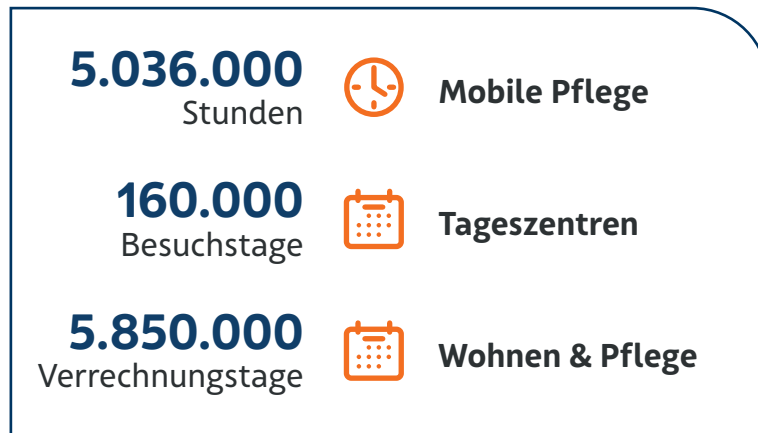 5.036.000
Stunden
Mobile Pflege
160.000
Besuchstage
Tageszentren
5.850.000
Verrechnungstage
Wohnen & Pflege